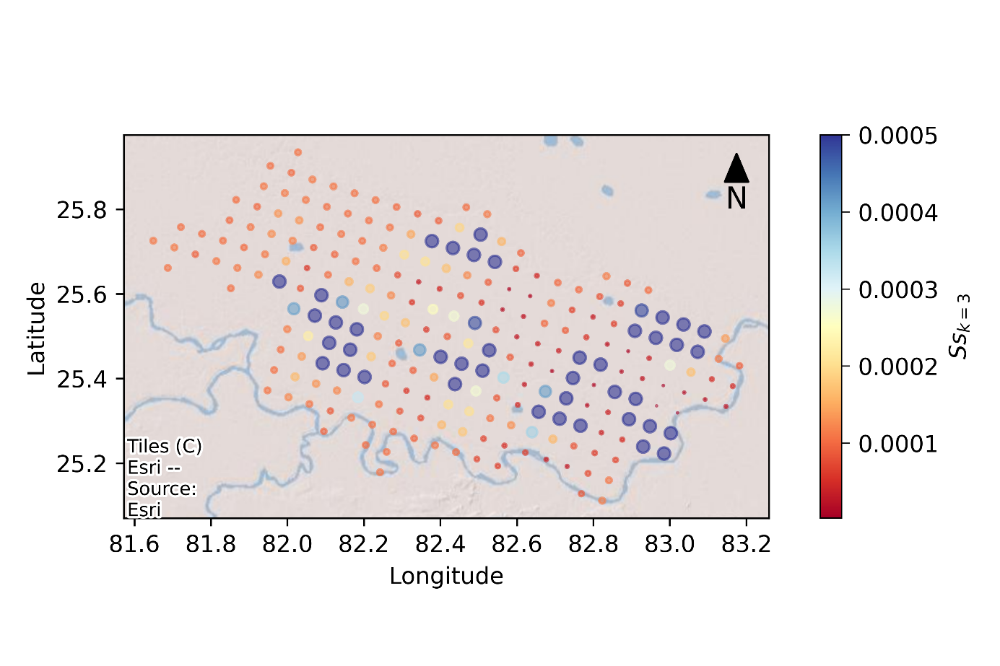 N
25.8
25.6
25.4
25.2
Latitude
81.6 81.8 82.0 82.2 82.4 82.6 82.8 83.0 83.2
Longitude
Tiles (C)
Esri --
Source:
Esri
0.0005
0.0004
0.0003
0.0002
0.0001
Ss_{k=3}